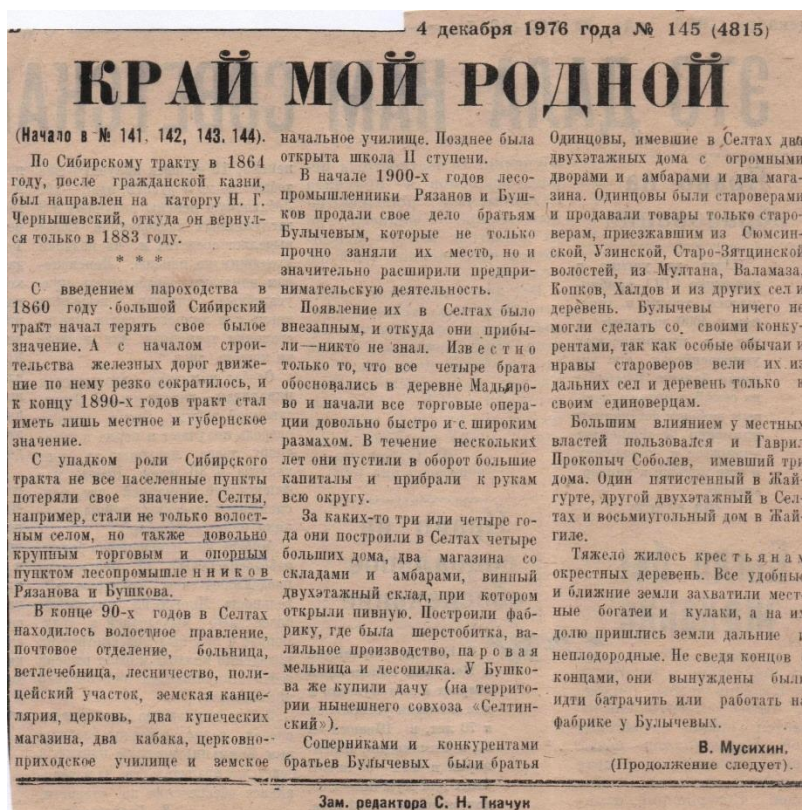 4 декабря 1976 года № 145 (4815)
КРАЙ МОЙ РОДНОЙ
(Начало в № 141, 142, 143, 144).
По Сибирскому тракту в 1864
году, после гражданской казни,
был направлен на каторгу Н. Г.
Чернышевский, откуда он вернул-
ся только в 1883 году.
* * *
С введением пароходства в
1860 году большой Сибирский
тракт начал терять свое былое
значение. А с началом строи-
тельства железных дорог движе-
ние по нему резко сократилось, и
к концу 1890-х годов тракт стал
иметь лишь местное и губернское
значение.
С упадком роли Сибирского
тракта не все населенные пункты
потеряли свое значение. Селты,
например, стали не только волост-
ным селом, но также довольно
крупным торговым и опорным
пунктом лесопромышленников
Рязанова и Бушкова.
В конце 90-х годов в Селтах
находилось волостное правление,
почтовое отделение, больница,
ветлечебница, лесничество, поли-
цейский участок, земская канце-
лярия, церковь, два купеческих
магазина, два кабака, церковно-
приходское училище и земское
начальное училище. Позднее была
открыта школа II ступени.
В начале 1900-х годов лесо-
промышленники Рязанов и Буш-
ков продали свое дело братьям
Булычевым, которые не только
прочно заняли их место, но и
значительно расширили предпри-
нимательскую деятельность.
Появление их в Селтах было
внезапным, и откуда они прибы-
ли—никто не знал. Известно
только то, что все четыре брата
обосновались в деревне Мадьяро-
во и начали все торговые опера-
ции довольно быстро и с широким
размахом. В течение нескольких
лет они пустили в оборот большие
капиталы и прибрали к рукам
всю округу.
За каких-то три или четыре го-
да они построили в Селтах четыре
больших дома, два магазина со
складами и амбарами, винный
двухэтажный склад, при котором
открыли пивную. Построили фаб-
рику, где была шерстобитка, ва-
ляльное производство, паровая
мельница и лесопилка. У Бушко-
ва же купили дачу (на террито-
рии нынешнего совхоза «Селтин-
ский»).
Соперниками и конкурентами
братьев Булычевых были братья
Одинцовы, имевшие в Селтах два
двухэтажных дома с огромными
дворами и амбарами и два мага-
зина. Одинцовы были староверами
и продавали товары только старо-
верам, приезжавшим из Сюмсин-
ской, Узинской, Старо-Зятцинской
волостей, из Мултана, Валамаза,
Копков, Халдов и из других сел и
деревень. Булычевы ничего не
могли сделать со своими конку-
рентами, так как особые обычаи и
нравы староверов вели их из
дальних сел и деревень только к
своим единоверцам.
Большим влиянием у местных
властей пользовался и Гаврил
Прокопыч Соболев, имевший три
дома. Один пятистенный в Жай-
гурте, другой двухэтажный в Сел-
тах и восьмиугольный дом в Жай-
гиле.
Тяжело жилось крестьянам
окрестных деревень. Все удобные
и ближние земли захватили мест-
ные богатеи и кулаки, а на их
долю пришлись земли дальние и
неплодородные. Не сведя концов с
концами, они вынуждены были
идти батрачить или работать на
фабрике у Булычевых.
В. Мусихин.
(Продолжение следует).
Зам. редактора С. Н. Ткачук